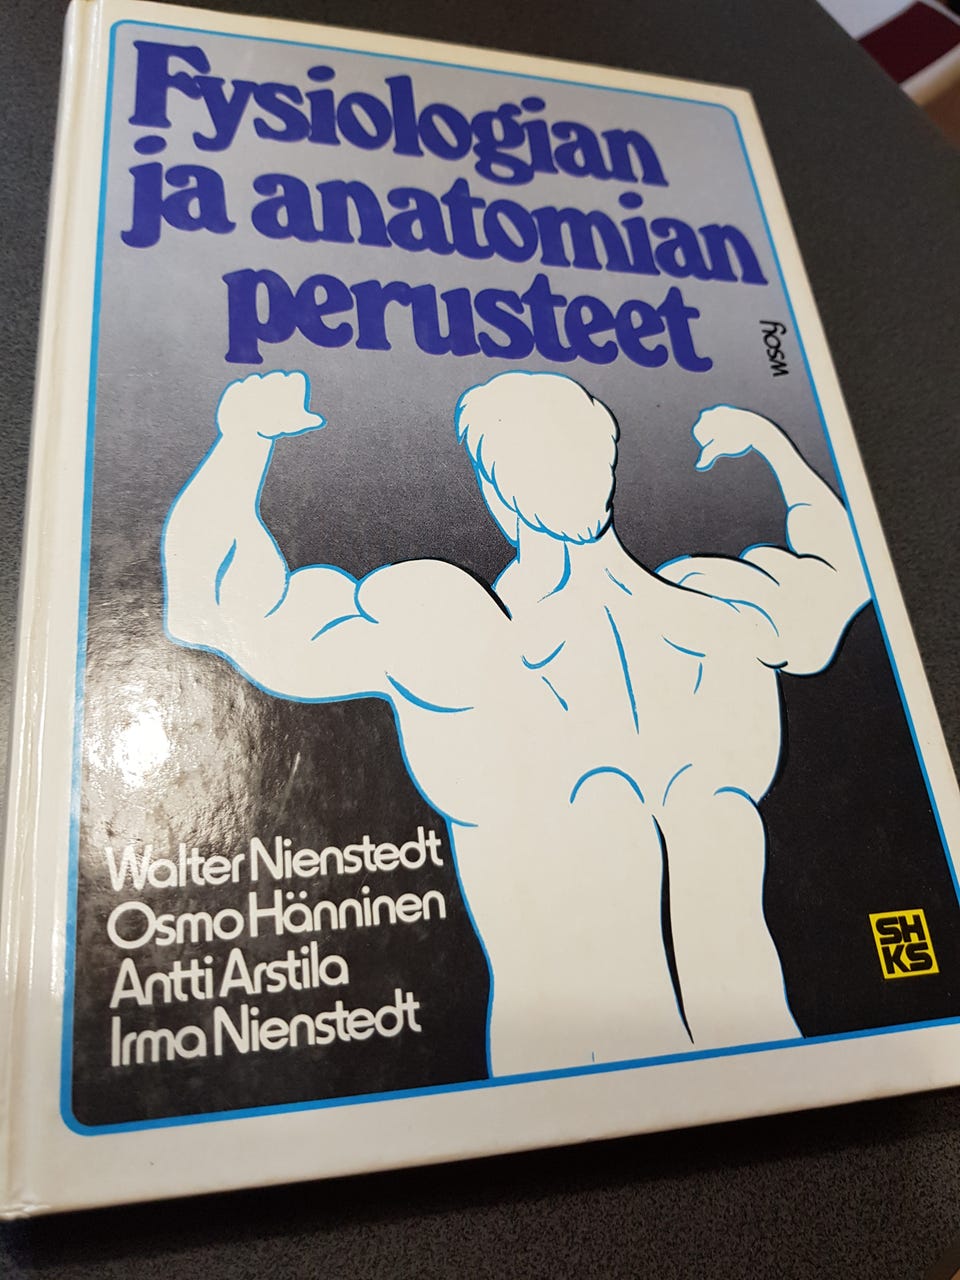 Fysiologian
ja anatomian
perusteet
wsoy
Walter Nienstedt
Osmo Hänninen
Antti Arstila
Irma Nienstedt
SH
KS